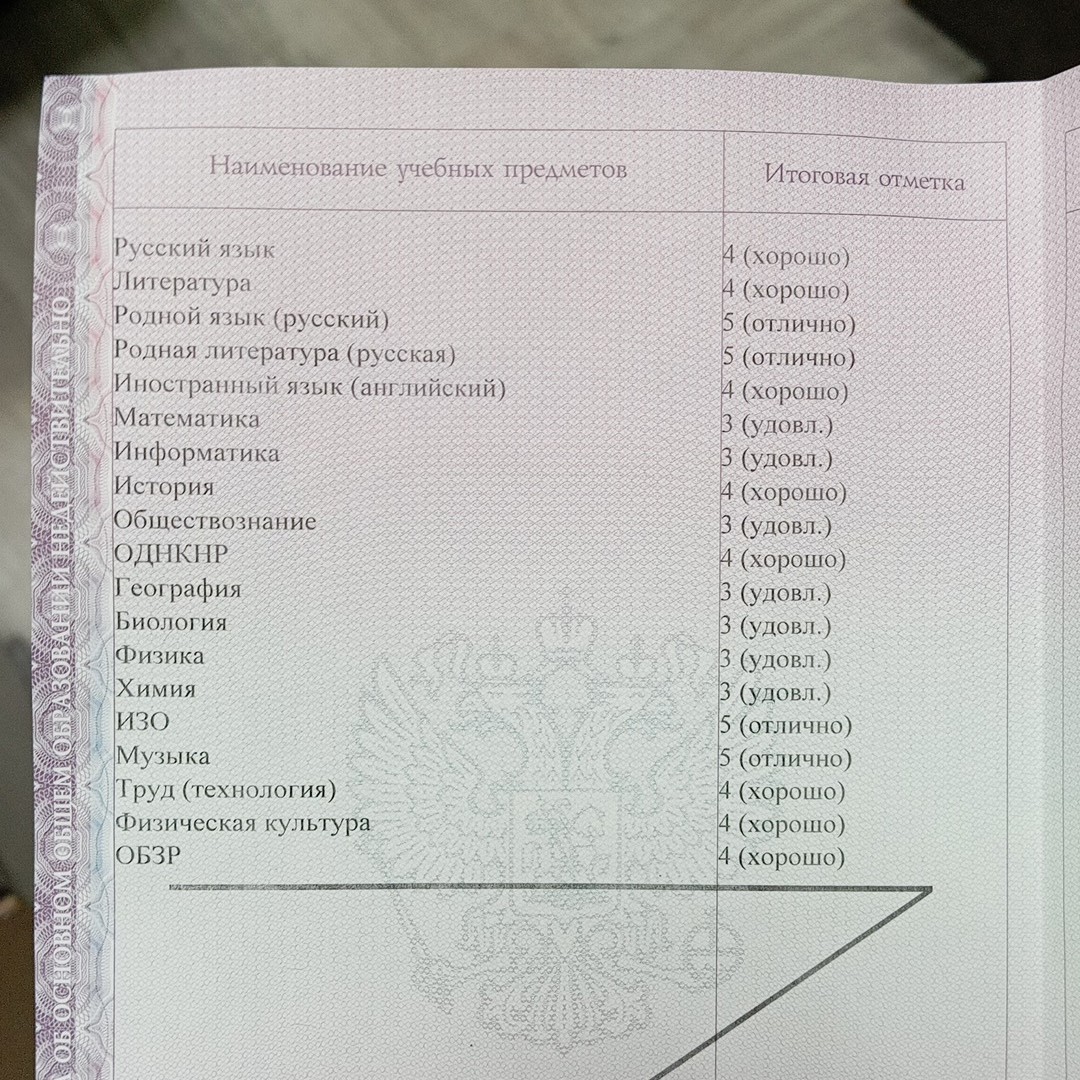 Наименование учебных предметов Итоговая отметка
Русский язык 4 (хорошо)
Литература 4 (хорошо)
Родной язык (русский) 5 (отлично)
Родная литература (русская) 5 (отлично)
Иностранный язык (английский) 4 (хорошо)
Математика 3 (удовл.)
Информатика 3 (удовл.)
История 4 (хорошо)
Обществознание 3 (удовл.)
ОДНКНР 4 (хорошо)
География 3 (удовл.)
Биология 3 (удовл.)
Физика 3 (удовл.)
Химия 3 (удовл.)
ИЗО 5 (отлично)
Музыка 5 (отлично)
Труд (технология) 4 (хорошо)
Физическая культура 4 (хорошо)
ОБЗР 4 (хорошо)
ОБ ОСНОВНОМ ОБЩЕМ ОБРАЗОВАНИИ НЕДЕЙСТВИТЕЛЬНО